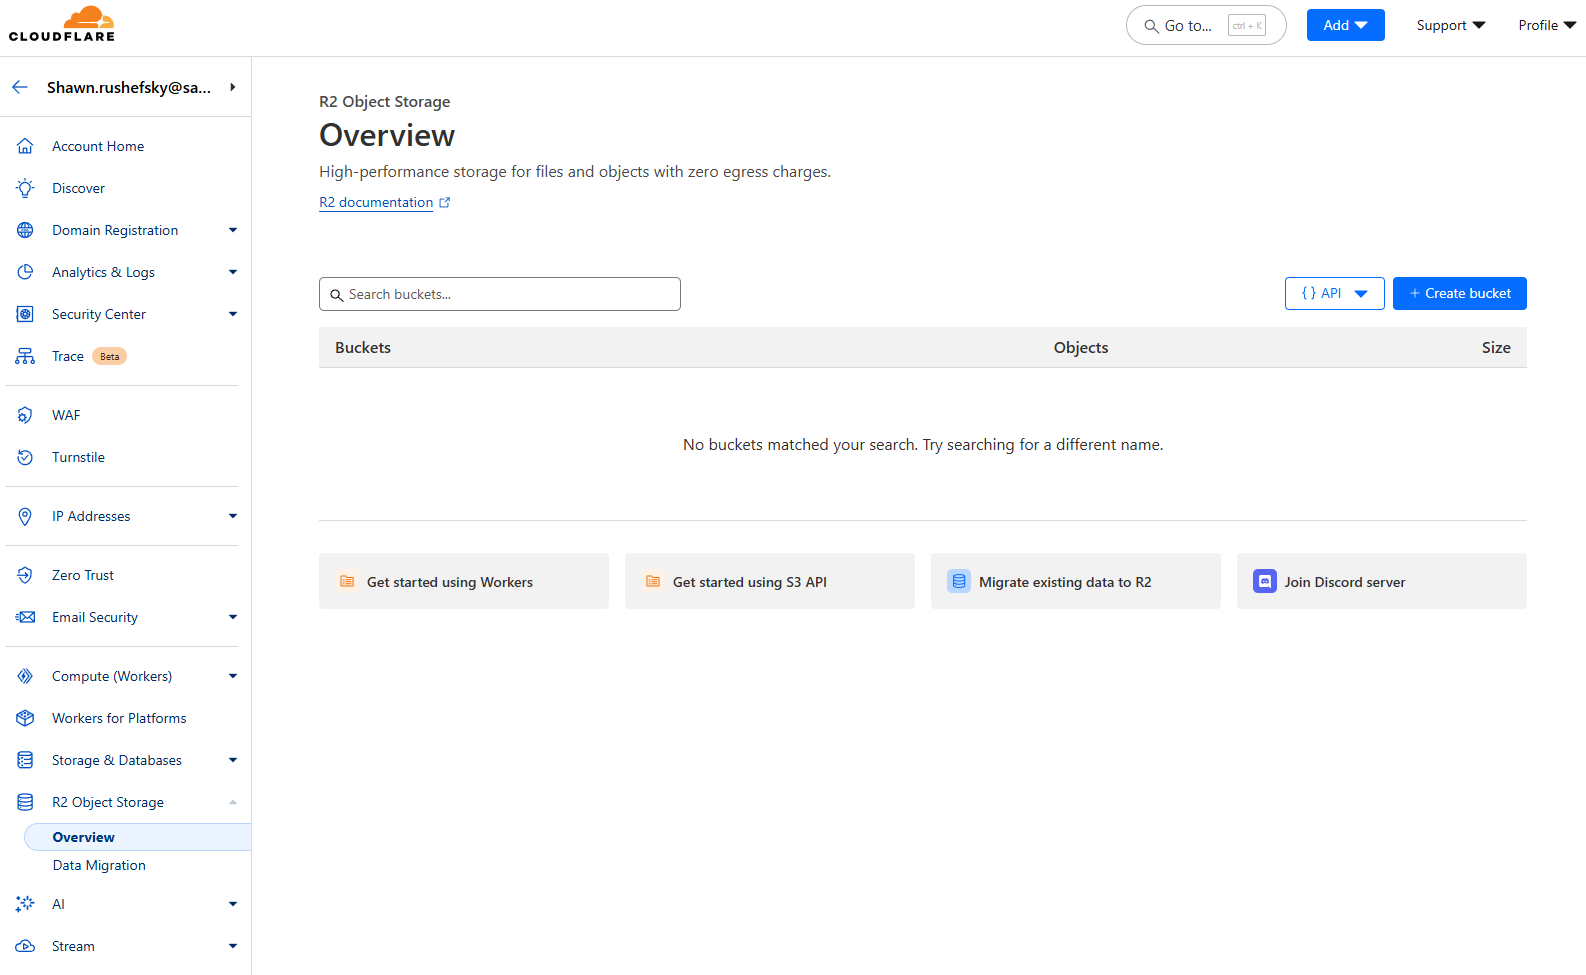 CLOUDFLARE
Go to... ctrl + K
Add
Support
Profile
Shawn.rushefsky@sa...
Account Home
Discover
Domain Registration
Analytics & Logs
Security Center
Trace Beta
WAF
Turnstile
IP Addresses
Zero Trust
Email Security
Compute (Workers)
Workers for Platforms
Storage & Databases
R2 Object Storage
Overview
Data Migration
AI
Stream
R2 Object Storage
Overview
High-performance storage for files and objects with zero egress charges.
R2 documentation
Search buckets...
{ } API
+ Create bucket
Buckets Objects Size
No buckets matched your search. Try searching for a different name.
Get started using Workers
Get started using S3 API
Migrate existing data to R2
Join Discord server